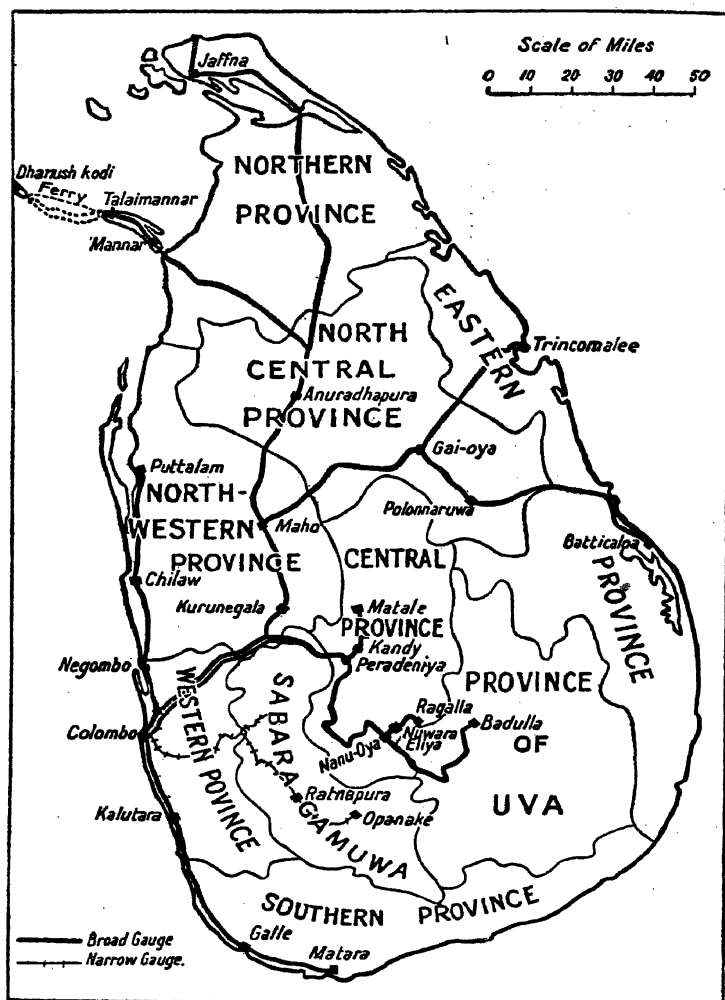 Scale of Miles
0 10 20 30 40 50
Jaffna
NORTHERN
PROVINCE
Dhanush kodi
Ferry
Talaimannar
Mannar
EASTERN
PROVINCE
Trincomalee
NORTH
CENTRAL
PROVINCE
Anuradhapura
Gal-oya
Puttalam
NORTH-
WESTERN
PROVINCE
Maho
Polonnaruwa
Batticaloa
CENTRAL
PROVINCE
Chilaw
Kurunegala
Matale
Kandy
Peradeniya
Negombo
WESTERN POVINCE
SABARAGAMUWA
PROVINCE
OF
UVA
Ragalla
Badulla
Nuwara
Eliya
Nanu-Oya
Colombo
Ratnapura
Opanake
Kalutara
SOUTHERN PROVINCE
Galle
Matara
Broad Gauge
Narrow Gauge.